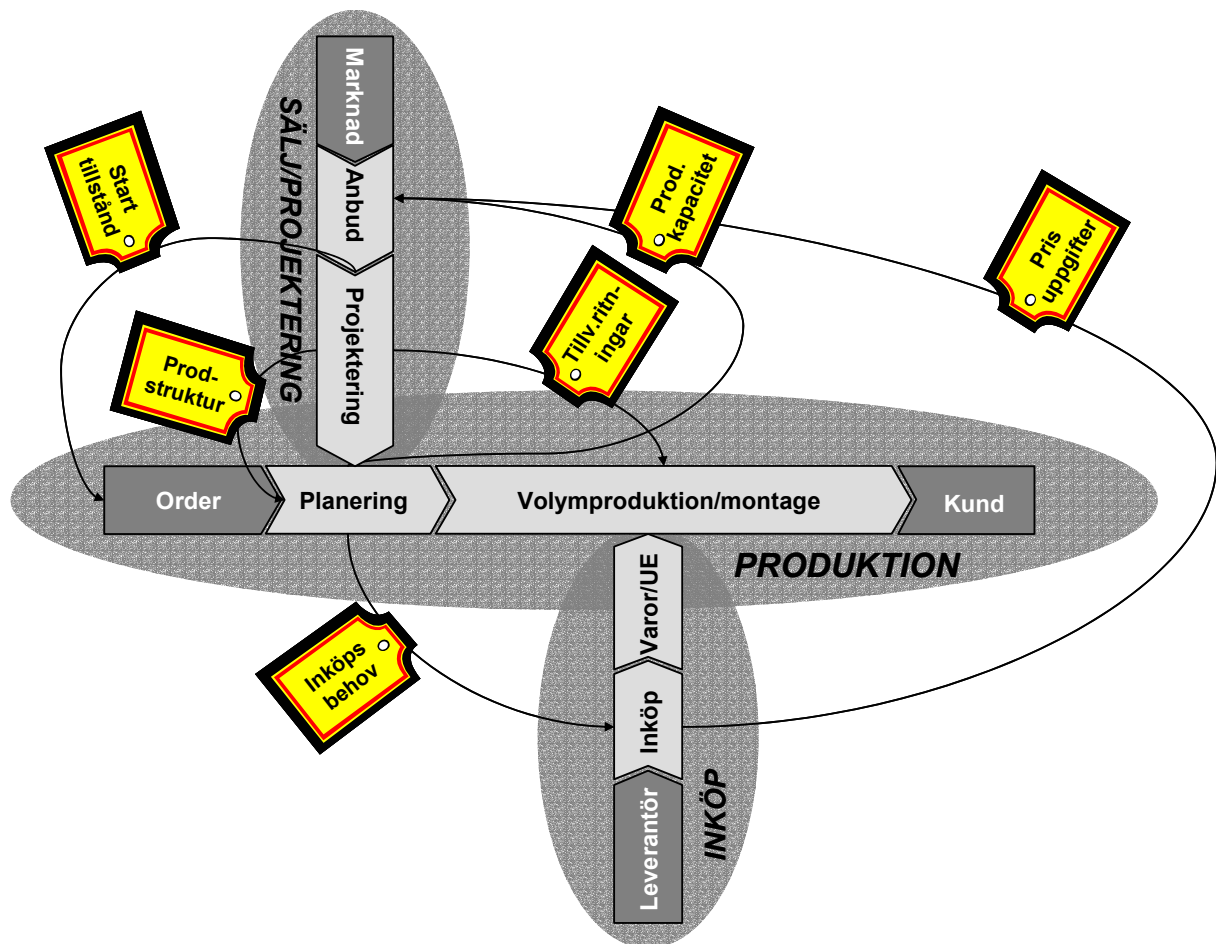 Marknad
Anbud
Projektering
SÄLJ/PROJEKTERING
Start
tillstånd
Prod.
kapacitet
Pris
uppgifter
Tillv.ritn-
ingar
Prod-
struktur
Order
Planering
Volymproduktion/montage
Kund
PRODUKTION
Varor/UE
Inköp
Leverantör
INKÖP
Inköps
behov